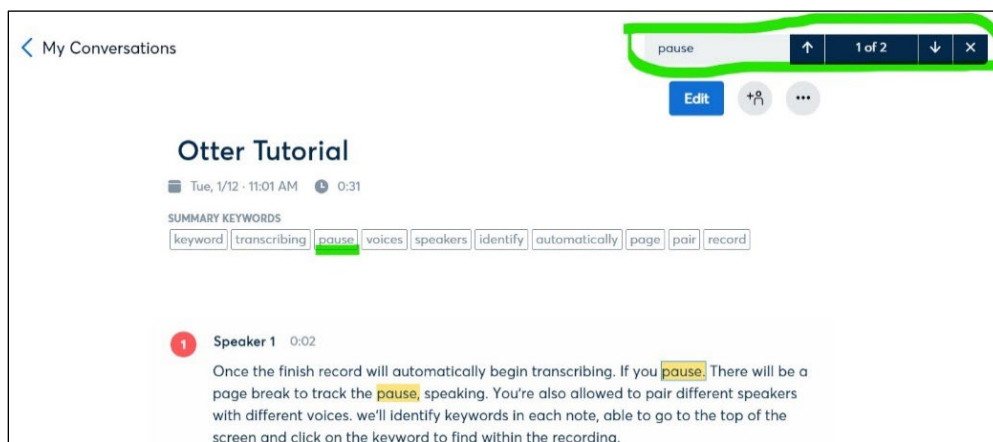 My Conversations
pause 1 of 2
Edit
Otter Tutorial
Tue, 1/12 · 11:01 AM 0:31
SUMMARY KEYWORDS
keyword transcribing pause voices speakers identify automatically page pair record
1 Speaker 1 0:02
Once the finish record will automatically begin transcribing. If you pause. There will be a
page break to track the pause, speaking. You're also allowed to pair different speakers
with different voices. we'll identify keywords in each note, able to go to the top of the
screen and click on the keyword to find within the recording.